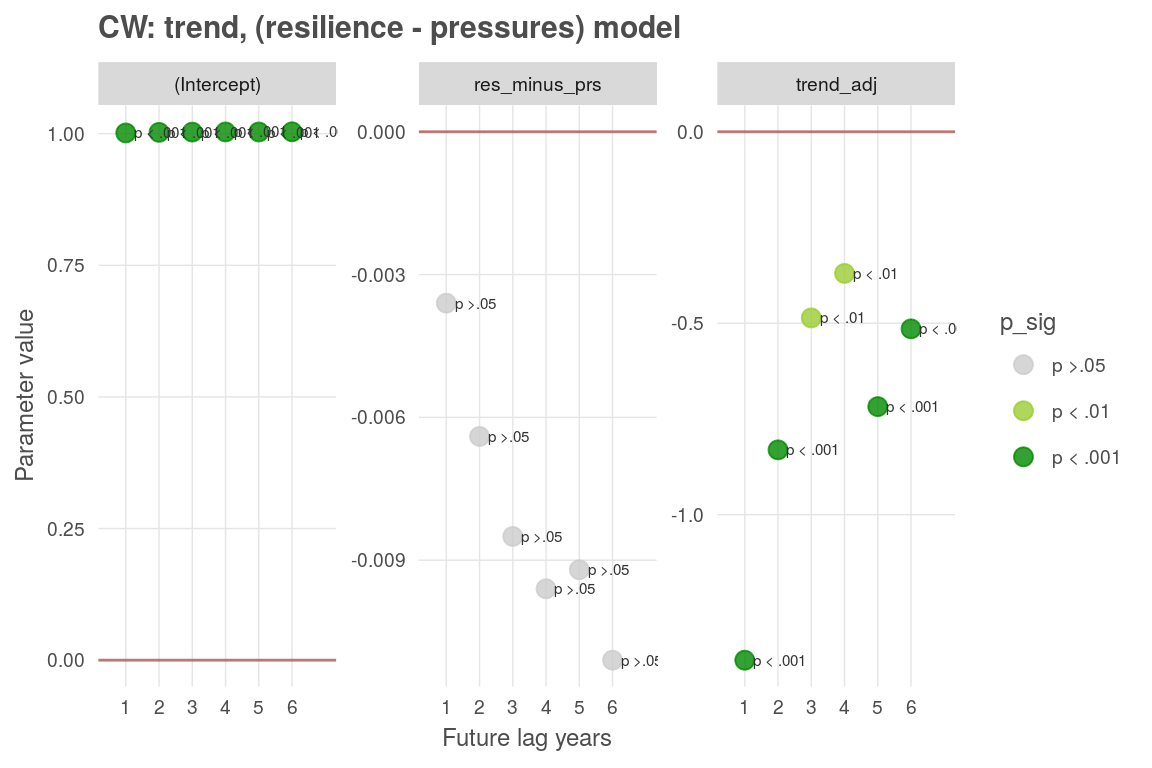 CW: trend, (resilience - pressures) model
(Intercept)
res_minus_prs
trend_adj
Parameter value
1.00
0.75
0.50
0.25
0.00
p < .0
1 2 3 4 5 6
0.000
-0.003
-0.006
-0.009
p >.05
p >.05
p >.05
p >.05
p >.05
p >.05
1 2 3 4 5 6
0.0
-0.5
-1.0
p < .01
p < .01
p < .0
p < .001
p < .001
p < .001
1 2 3 4 5 6
Future lag years
p_sig
p >.05
p < .01
p < .001